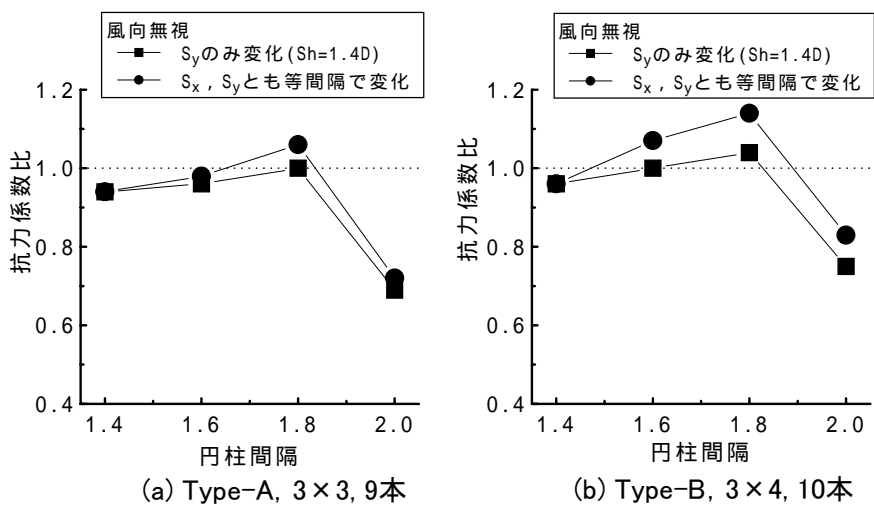 風向無視
Syのみ変化(Sh=1.4D)
Sx , Syとも等間隔で変化
1.2
1.0
0.8
0.6
0.4
抗力係数比
1.4
1.6
1.8
2.0
円柱間隔
(a) Type-A, 3×3, 9本
風向無視
Syのみ変化(Sh=1.4D)
Sx , Syとも等間隔で変化
1.2
1.0
0.8
0.6
0.4
抗力係数比
1.4
1.6
1.8
2.0
円柱間隔
(b) Type-B, 3×4, 10本